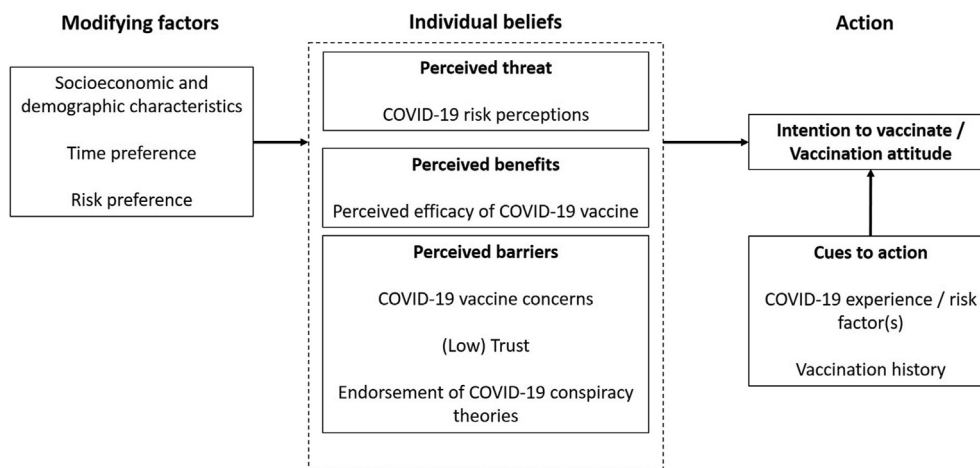 Modifying factors
Socioeconomic and
demographic characteristics
Time preference
Risk preference
Individual beliefs
Perceived threat
COVID-19 risk perceptions
Perceived benefits
Perceived efficacy of COVID-19 vaccine
Perceived barriers
COVID-19 vaccine concerns
(Low) Trust
Endorsement of COVID-19 conspiracy
theories
Action
Intention to vaccinate /
Vaccination attitude
Cues to action
COVID-19 experience / risk
factor(s)
Vaccination history